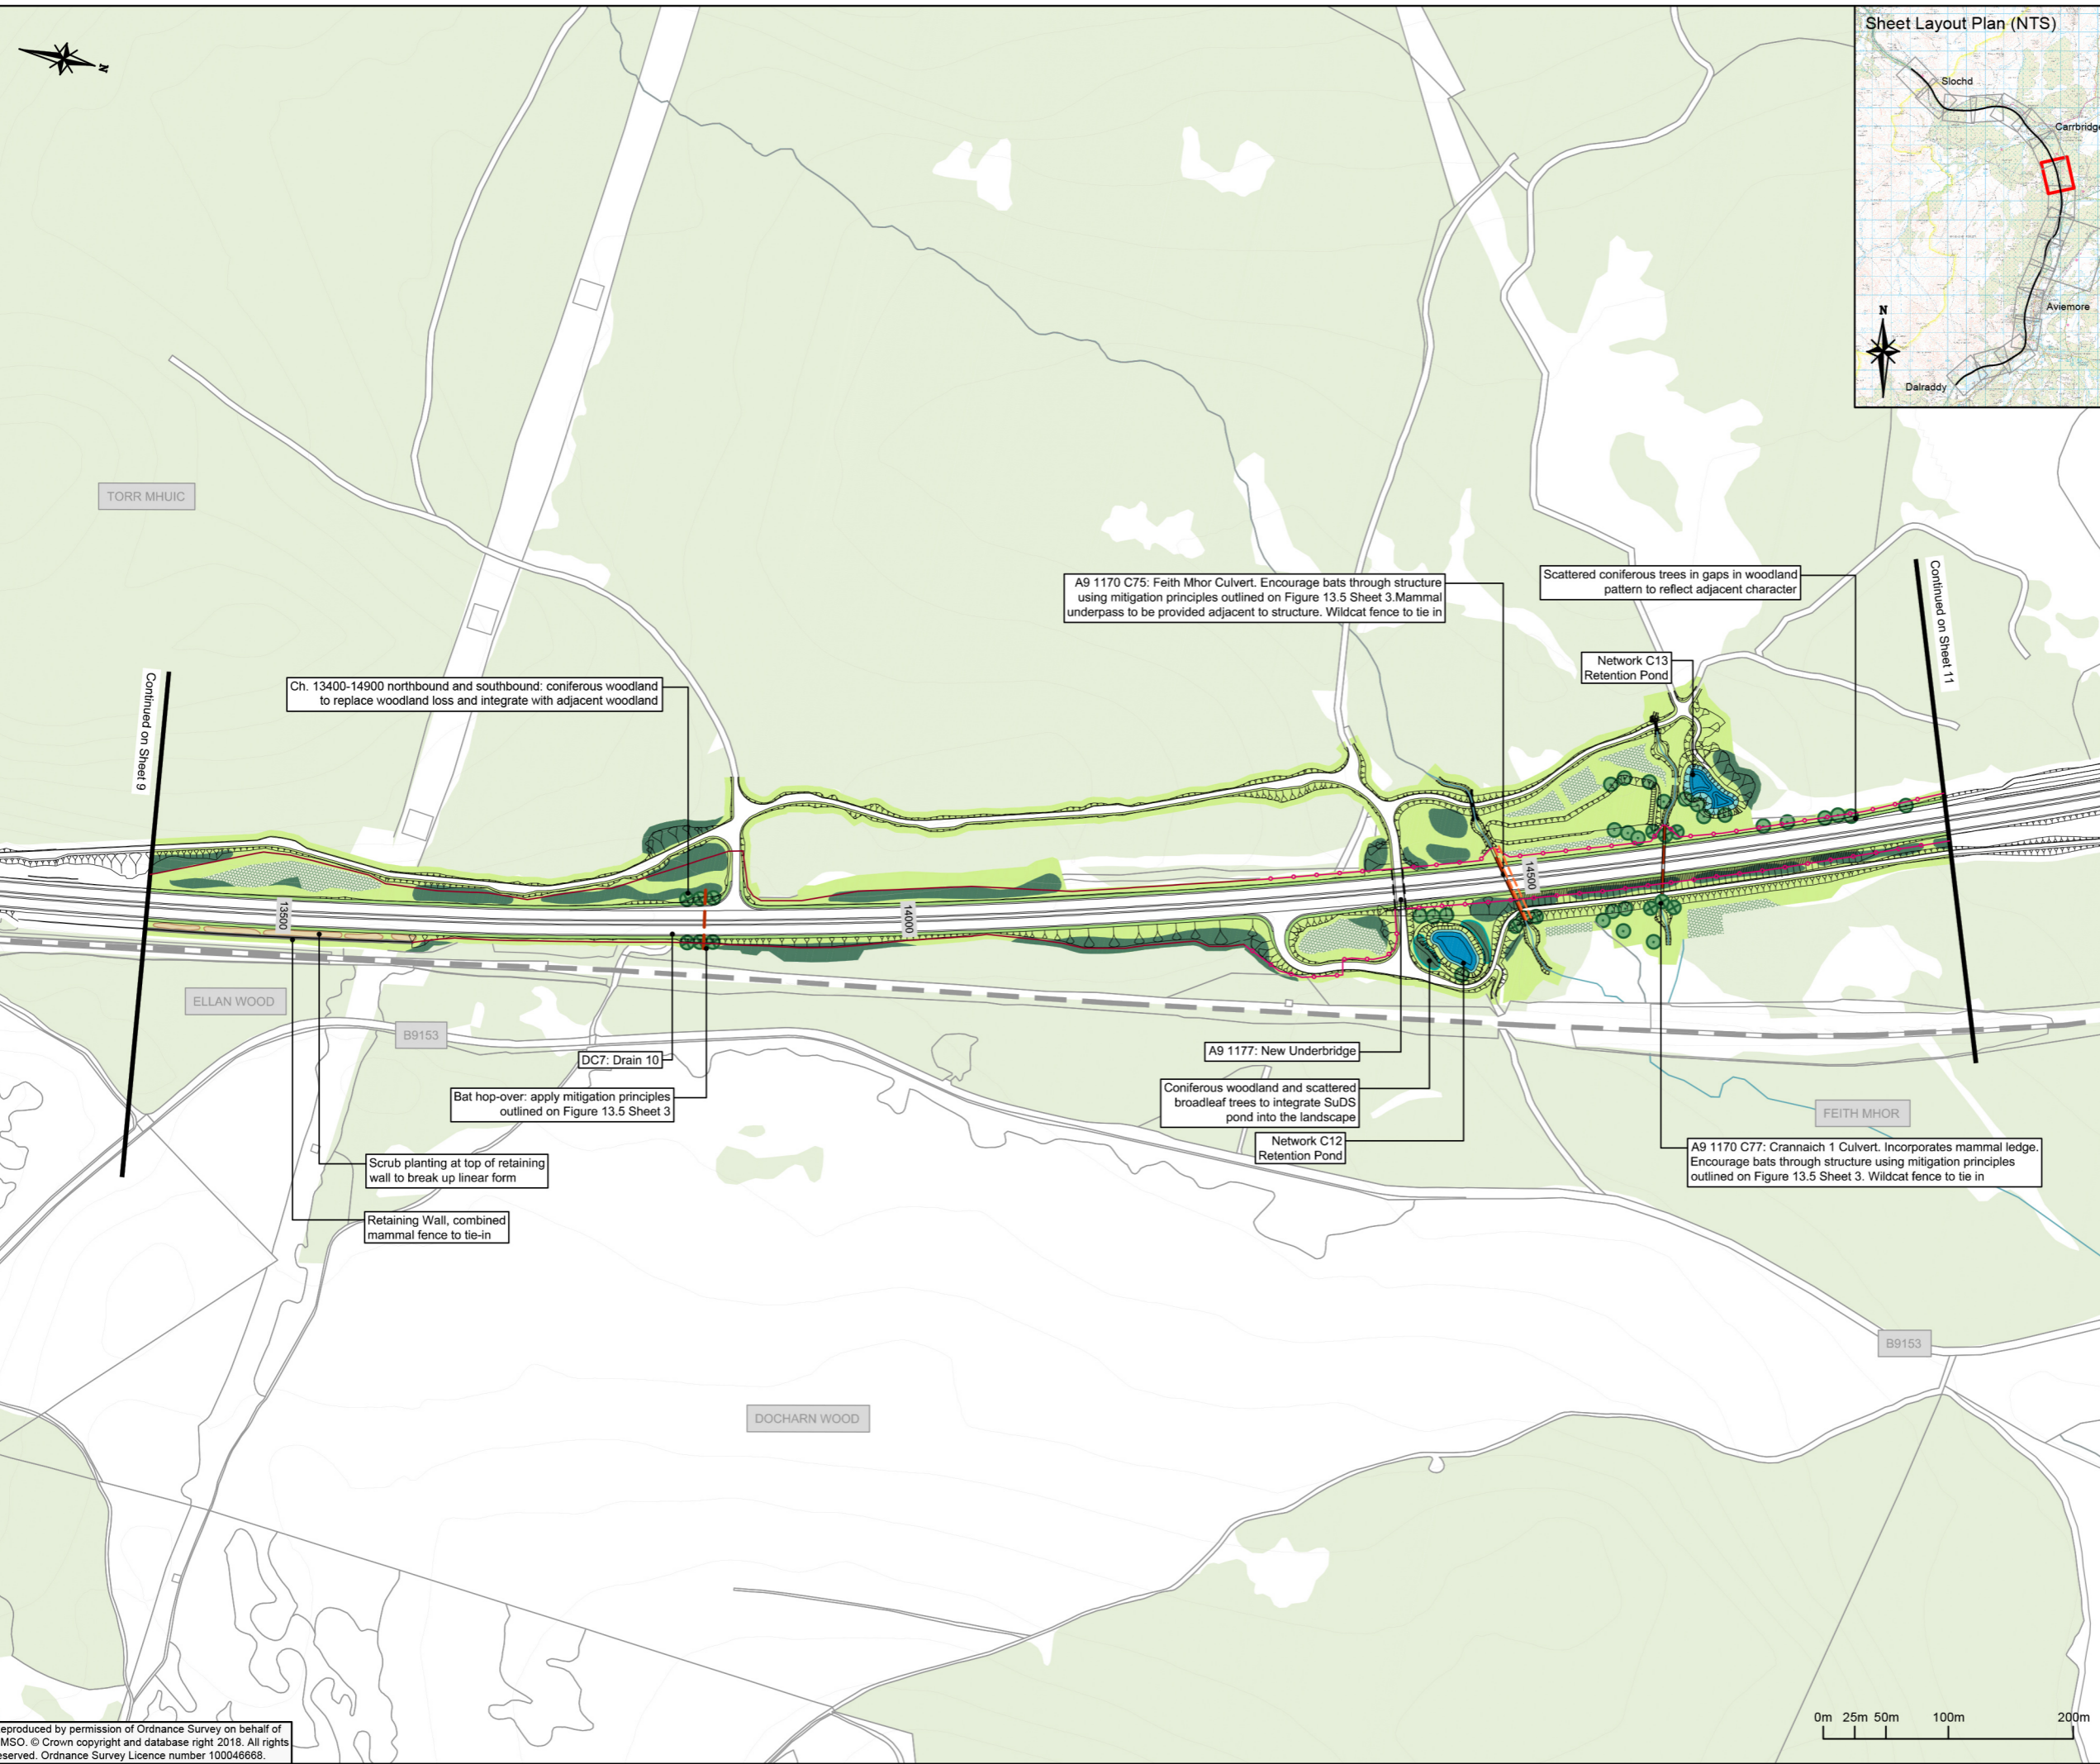 Sheet Layout Plan (NTS)
Slochd
Carrbridge
Aviemore
Dalraddy
N
N
TORR MHUIC
A9 1170 C75: Feith Mhor Culvert. Encourage bats through structure
using mitigation principles outlined on Figure 13.5 Sheet 3.Mammal
underpass to be provided adjacent to structure. Wildcat fence to tie in
Scattered coniferous trees in gaps in woodland
pattern to reflect adjacent character
Continued on Sheet 11
Network C13
Retention Pond
Continued on Sheet 9
Ch. 13400-14900 northbound and southbound: coniferous woodland
to replace woodland loss and integrate with adjacent woodland
13500
14000
14500
ELLAN WOOD
B9153
DC7: Drain 10
A9 1177: New Underbridge
Bat hop-over: apply mitigation principles
outlined on Figure 13.5 Sheet 3
Coniferous woodland and scattered
broadleaf trees to integrate SuDS
pond into the landscape
Network C12
Retention Pond
FEITH MHOR
A9 1170 C77: Crannaich 1 Culvert. Incorporates mammal ledge.
Encourage bats through structure using mitigation principles
outlined on Figure 13.5 Sheet 3. Wildcat fence to tie in
Scrub planting at top of retaining
wall to break up linear form
Retaining Wall, combined
mammal fence to tie-in
B9153
DOCHARN WOOD
eproduced by permission of Ordnance Survey on behalf of
MSO. © Crown copyright and database right 2018. All rights
eserved. Ordnance Survey Licence number 100046668.
0m 25m 50m 100m 200m